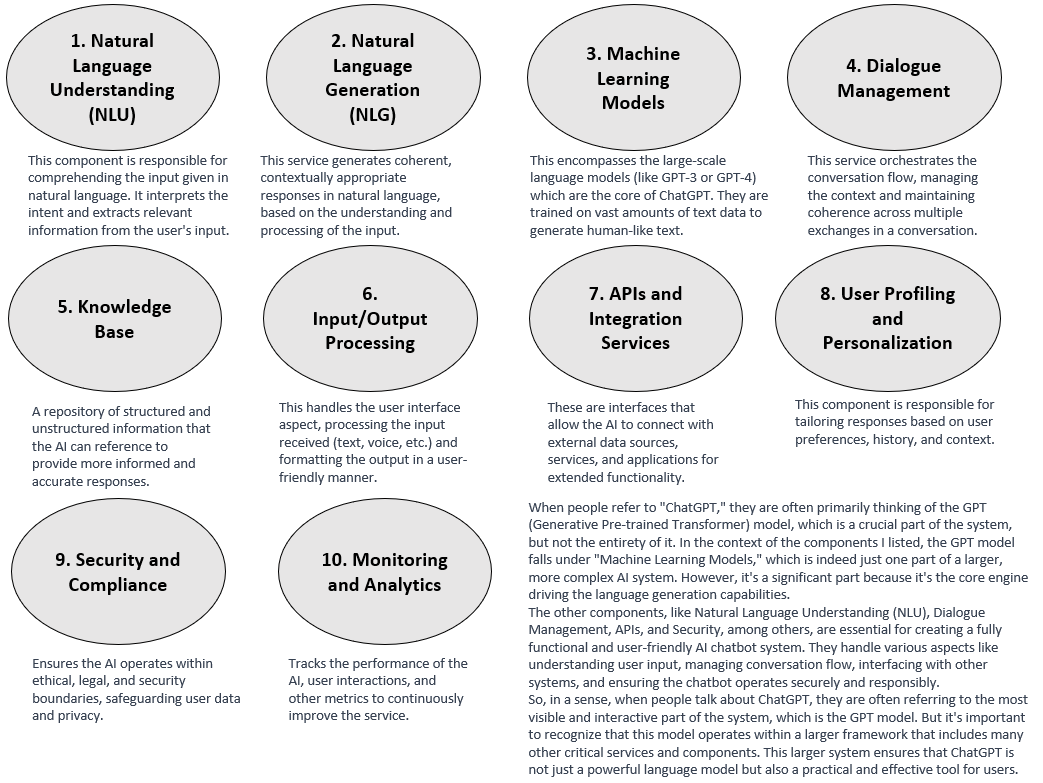 1. Natural
Language
Understanding
(NLU)
This component is responsible for
comprehending the input given in
natural language. It interprets the
intent and extracts relevant
information from the user's input.
2. Natural
Language
Generation
(NLG)
This service generates coherent,
contextually appropriate
responses in natural language,
based on the understanding and
processing of the input.
3. Machine
Learning
Models
This encompasses the large-scale
language models (like GPT-3 or GPT-4)
which are the core of ChatGPT. They are
trained on vast amounts of text data to
generate human-like text.
4. Dialogue
Management
This service orchestrates the
conversation flow, managing
the context and maintaining
coherence across multiple
exchanges in a conversation.
5. Knowledge
Base
A repository of structured and
unstructured information that
the AI can reference to
provide more informed and
accurate responses.
6.
Input/Output
Processing
This handles the user interface
aspect, processing the input
received (text, voice, etc.) and
formatting the output in a user-
friendly manner.
7. APIs and
Integration
Services
These are interfaces that
allow the AI to connect with
external data sources,
services, and applications for
extended functionality.
8. User Profiling
and
Personalization
This component is responsible for
tailoring responses based on user
preferences, history, and context.
9. Security and
Compliance
Ensures the AI operates within
ethical, legal, and security
boundaries, safeguarding user data
and privacy.
10. Monitoring
and Analytics
Tracks the performance of the
AI, user interactions, and
other metrics to continuously
improve the service.
When people refer to "ChatGPT," they are often primarily thinking of the GPT
(Generative Pre-trained Transformer) model, which is a crucial part of the system,
but not the entirety of it. In the context of the components I listed, the GPT model
falls under "Machine Learning Models," which is indeed just one part of a larger,
more complex AI system. However, it's a significant part because it's the core engine
driving the language generation capabilities.
The other components, like Natural Language Understanding (NLU), Dialogue
Management, APIs, and Security, among others, are essential for creating a fully
functional and user-friendly AI chatbot system. They handle various aspects like
understanding user input, managing conversation flow, interfacing with other
systems, and ensuring the chatbot operates securely and responsibly.
So, in a sense, when people talk about ChatGPT, they are often referring to the most
visible and interactive part of the system, which is the GPT model. But it's important
to recognize that this model operates within a larger framework that includes many
other critical services and components. This larger system ensures that ChatGPT is
not just a powerful language model but also a practical and effective tool for users.